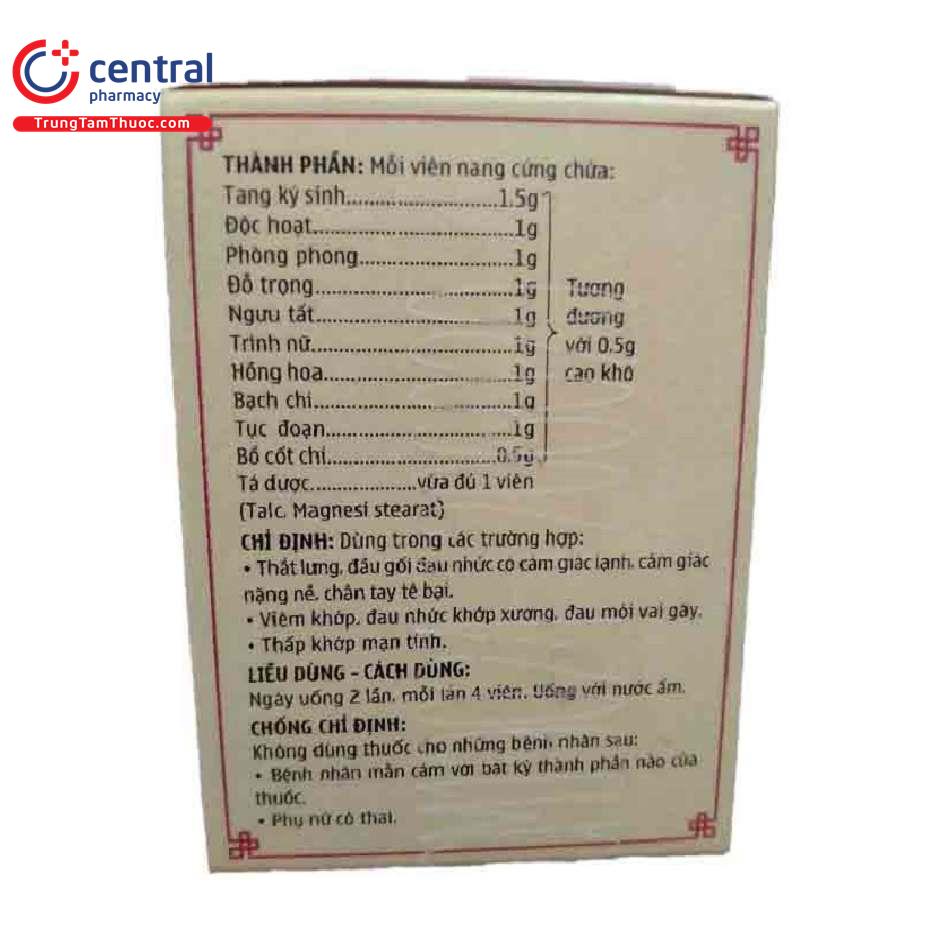 central
pharmacy
TrungTamThuoc.com
THÀNH PHẦN: Mỗi viên nang cứng chứa:
Tang ký sinh...........................1.5g
Độc hoạt....................................1g
Phòng phong............................1g
Đỗ trọng...................................1g
Ngưu tất...................................1g
Trinh nữ...................................1g
Hồng hoa.................................1g
Bạch chỉ...................................1g
Tục đoạn.................................1g
Bổ cốt chỉ..............................0.5g
Tương
đương
với 0.5g
cao khô
Tá dược...................vừa đủ 1 viên
(Talc, Magnesi stearat)
CHỈ ĐỊNH: Dùng trong các trường hợp:
• Thắt lưng, đầu gối đau nhức có cảm giác lạnh, cảm giác
nặng nề, chân tay tê bại.
• Viêm khớp, đau nhức khớp xương, đau mỏi vai gáy.
• Thấp khớp mạn tính.
LIỀU DÙNG - CÁCH DÙNG:
Ngày uống 2 lần, mỗi lần 4 viên. Uống với nước ấm.
CHỐNG CHỈ ĐỊNH:
Không dùng thuốc cho những bệnh nhân sau:
• Bệnh nhân mẫn cảm với bất kỳ thành phần nào của
thuốc.
• Phụ nữ có thai.